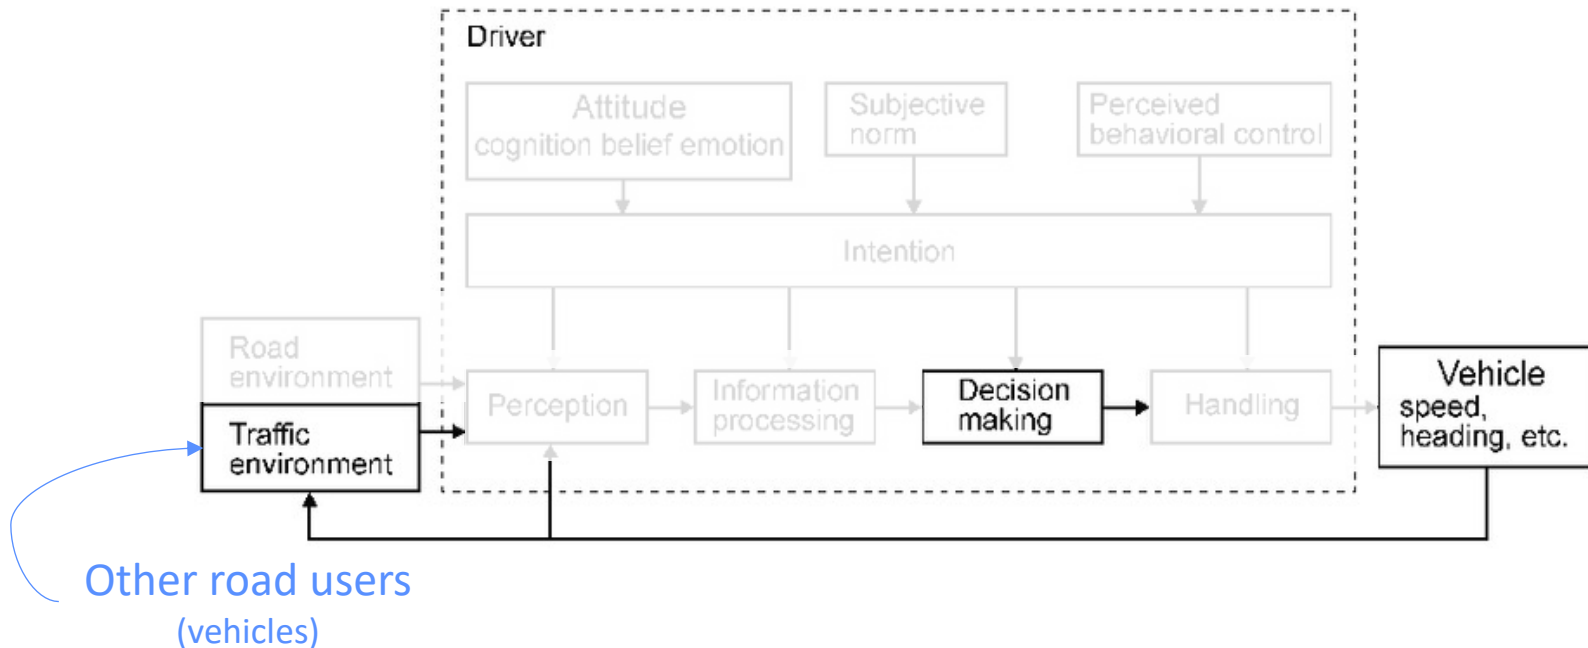 Driver
Attitude
cognition belief emotion
Subjective
norm
Perceived
behavioral control
Intention
Road
environment
Traffic
environment
Perception
Information
processing
Decision
making
Handling
Vehicle
speed,
heading, etc.
Other road users
(vehicles)